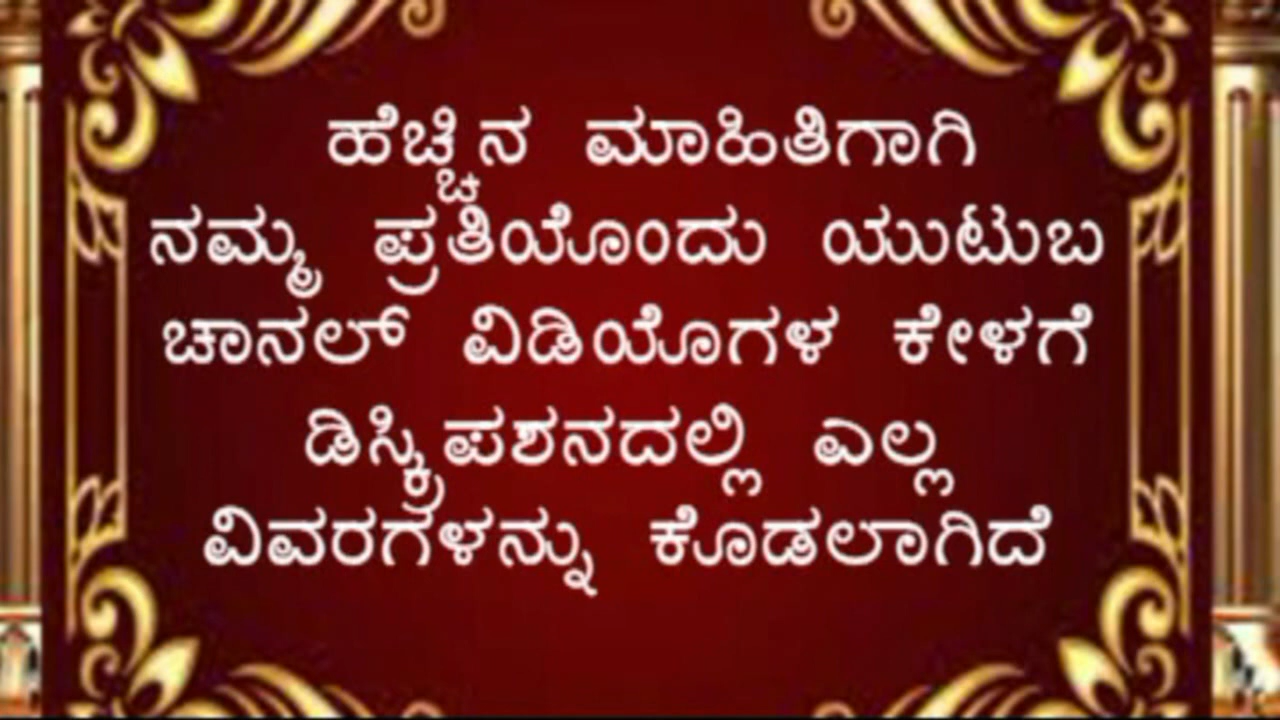 ಹೆಚ್ಚಿನ ಮಾಹಿತಿಗಾಗಿ
ನಮ್ಮ ಪ್ರತಿಯೊಂದು ಯುಟುಬ
ಚಾನಲ್ ವಿಡಿಯೊಗಳ ಕೇಳಗೆ
ಡಿಸ್ಕ್ರಿಪಶನದಲ್ಲಿ ಎಲ್ಲ
ವಿವರಗಳನ್ನು ಕೊಡಲಾಗಿದೆ